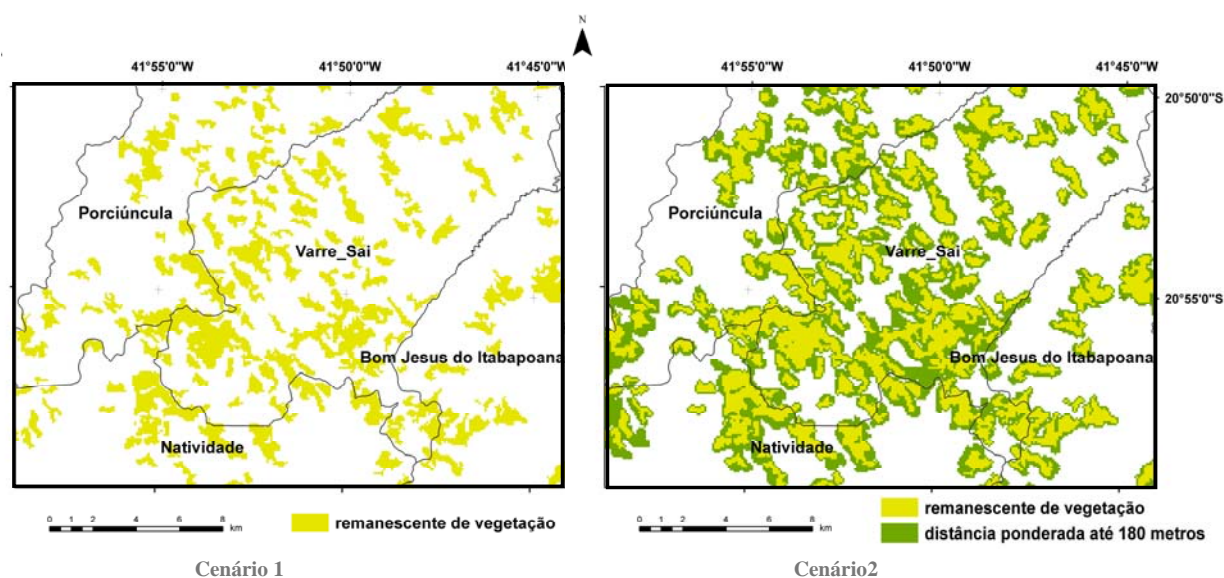 N
41°55'0"W 41°50'0"W 41°45'0"W
Porciúncula
Varre_Sai
Bom Jesus do Itabapoana
Natividade
0 1 2 4 6 8 km
remanescente de vegetação
Cenário 1
41°55'0"W 41°50'0"W 41°45'0"W
20°50'0"S
Porciúncula
Varre_Sai
20°55'0"S
Bom Jesus do Itabapoana
Natividade
0 1 2 4 6 8 km
remanescente de vegetação
distância ponderada até 180 metros
Cenário2